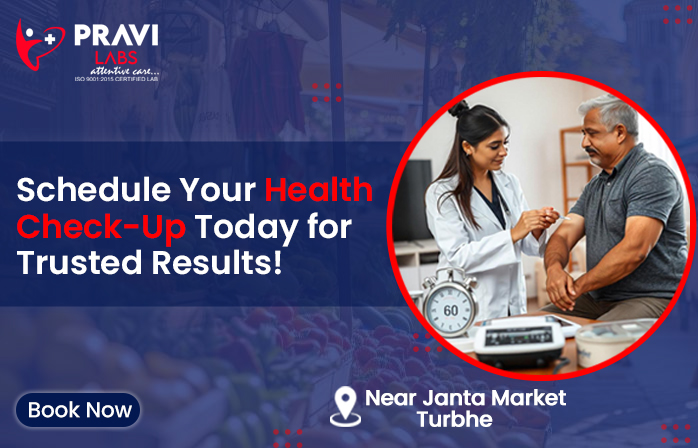 PRAVI
LABS
attentive care...
ISO 9001:2015 CERTIFIED LAB
Schedule Your Health
Check-Up Today for
Trusted Results!
60
Book Now
Near Janta Market
Turbhe